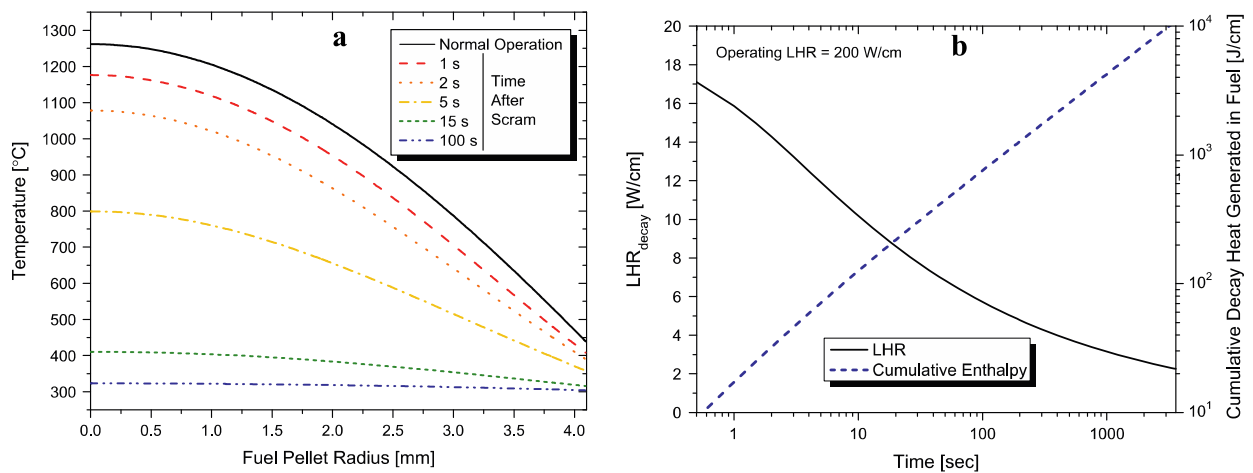 a
Normal Operation
1 s
2 s
5 s
15 s
100 s
Time
After
Scram
1300
1200
1100
1000
900
800
700
600
500
400
300
Temperature [°C]
0.0 0.5 1.0 1.5 2.0 2.5 3.0 3.5 4.0
Fuel Pellet Radius [mm]
b
Operating LHR = 200 W/cm
20
18
16
14
12
10
8
6
4
2
0
LHRdecay [W/cm]
LHR
Cumulative Enthalpy
1 10 100 1000
Time [sec]
10^4
10^3
10^2
10^1
Cumulative Decay Heat Generated in Fuel [J/cm]